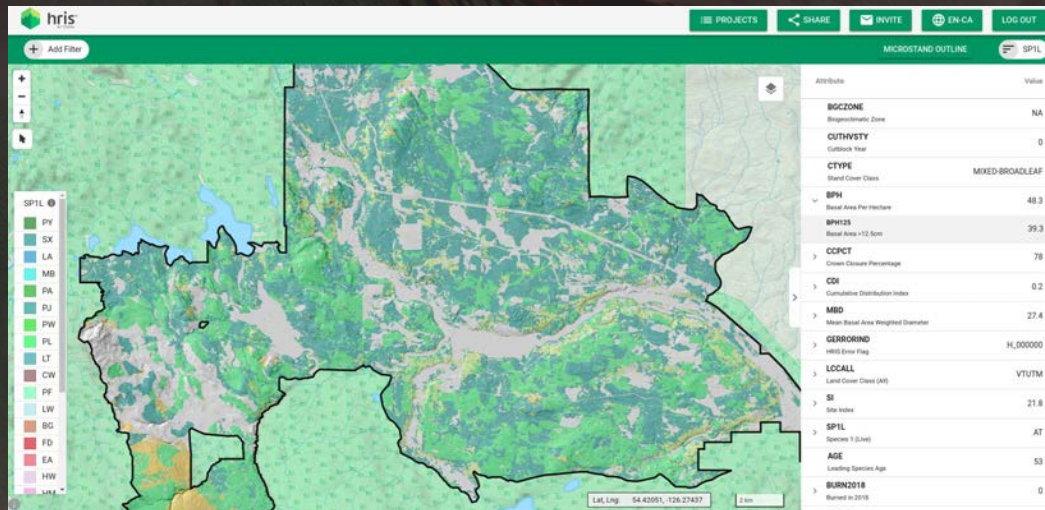 hris
PROJECTS
SHARE
INVITE
EN-CA
LOG OUT
Add Filter
MICROSTAND OUTLINE
SP1L
SP1L
PY
SX
LA
MB
PA
PJ
PW
PL
LT
CW
PF
LW
BG
FD
EA
HW
HM
Lat, Lng: 54.42051, -126.27437
2 km
Attribute Value
BGCZONE NA
Biogeoclimatic Zone
CUTHVSTY 0
Cutblock Year
CTYPE MIXED-BROADLEAF
Stand Cover Class
BPH 48.3
Basal Area Per Hectare
BPH125 39.3
Basal Area >12.5cm
CCPCT 78
Crown Closure Percentage
CDI 0.2
Cumulative Distribution Index
MBD 27.4
Mean Basal Area Weighted Diameter
GERRORIND H_000000
HRIS Error Flag
LCCALL VTUTM
Land Cover Class (All)
SI 21.8
Site Index
SP1L AT
Species 1 (Live)
AGE 53
Leading Species Age
BURN2018 0
Burned in 2018